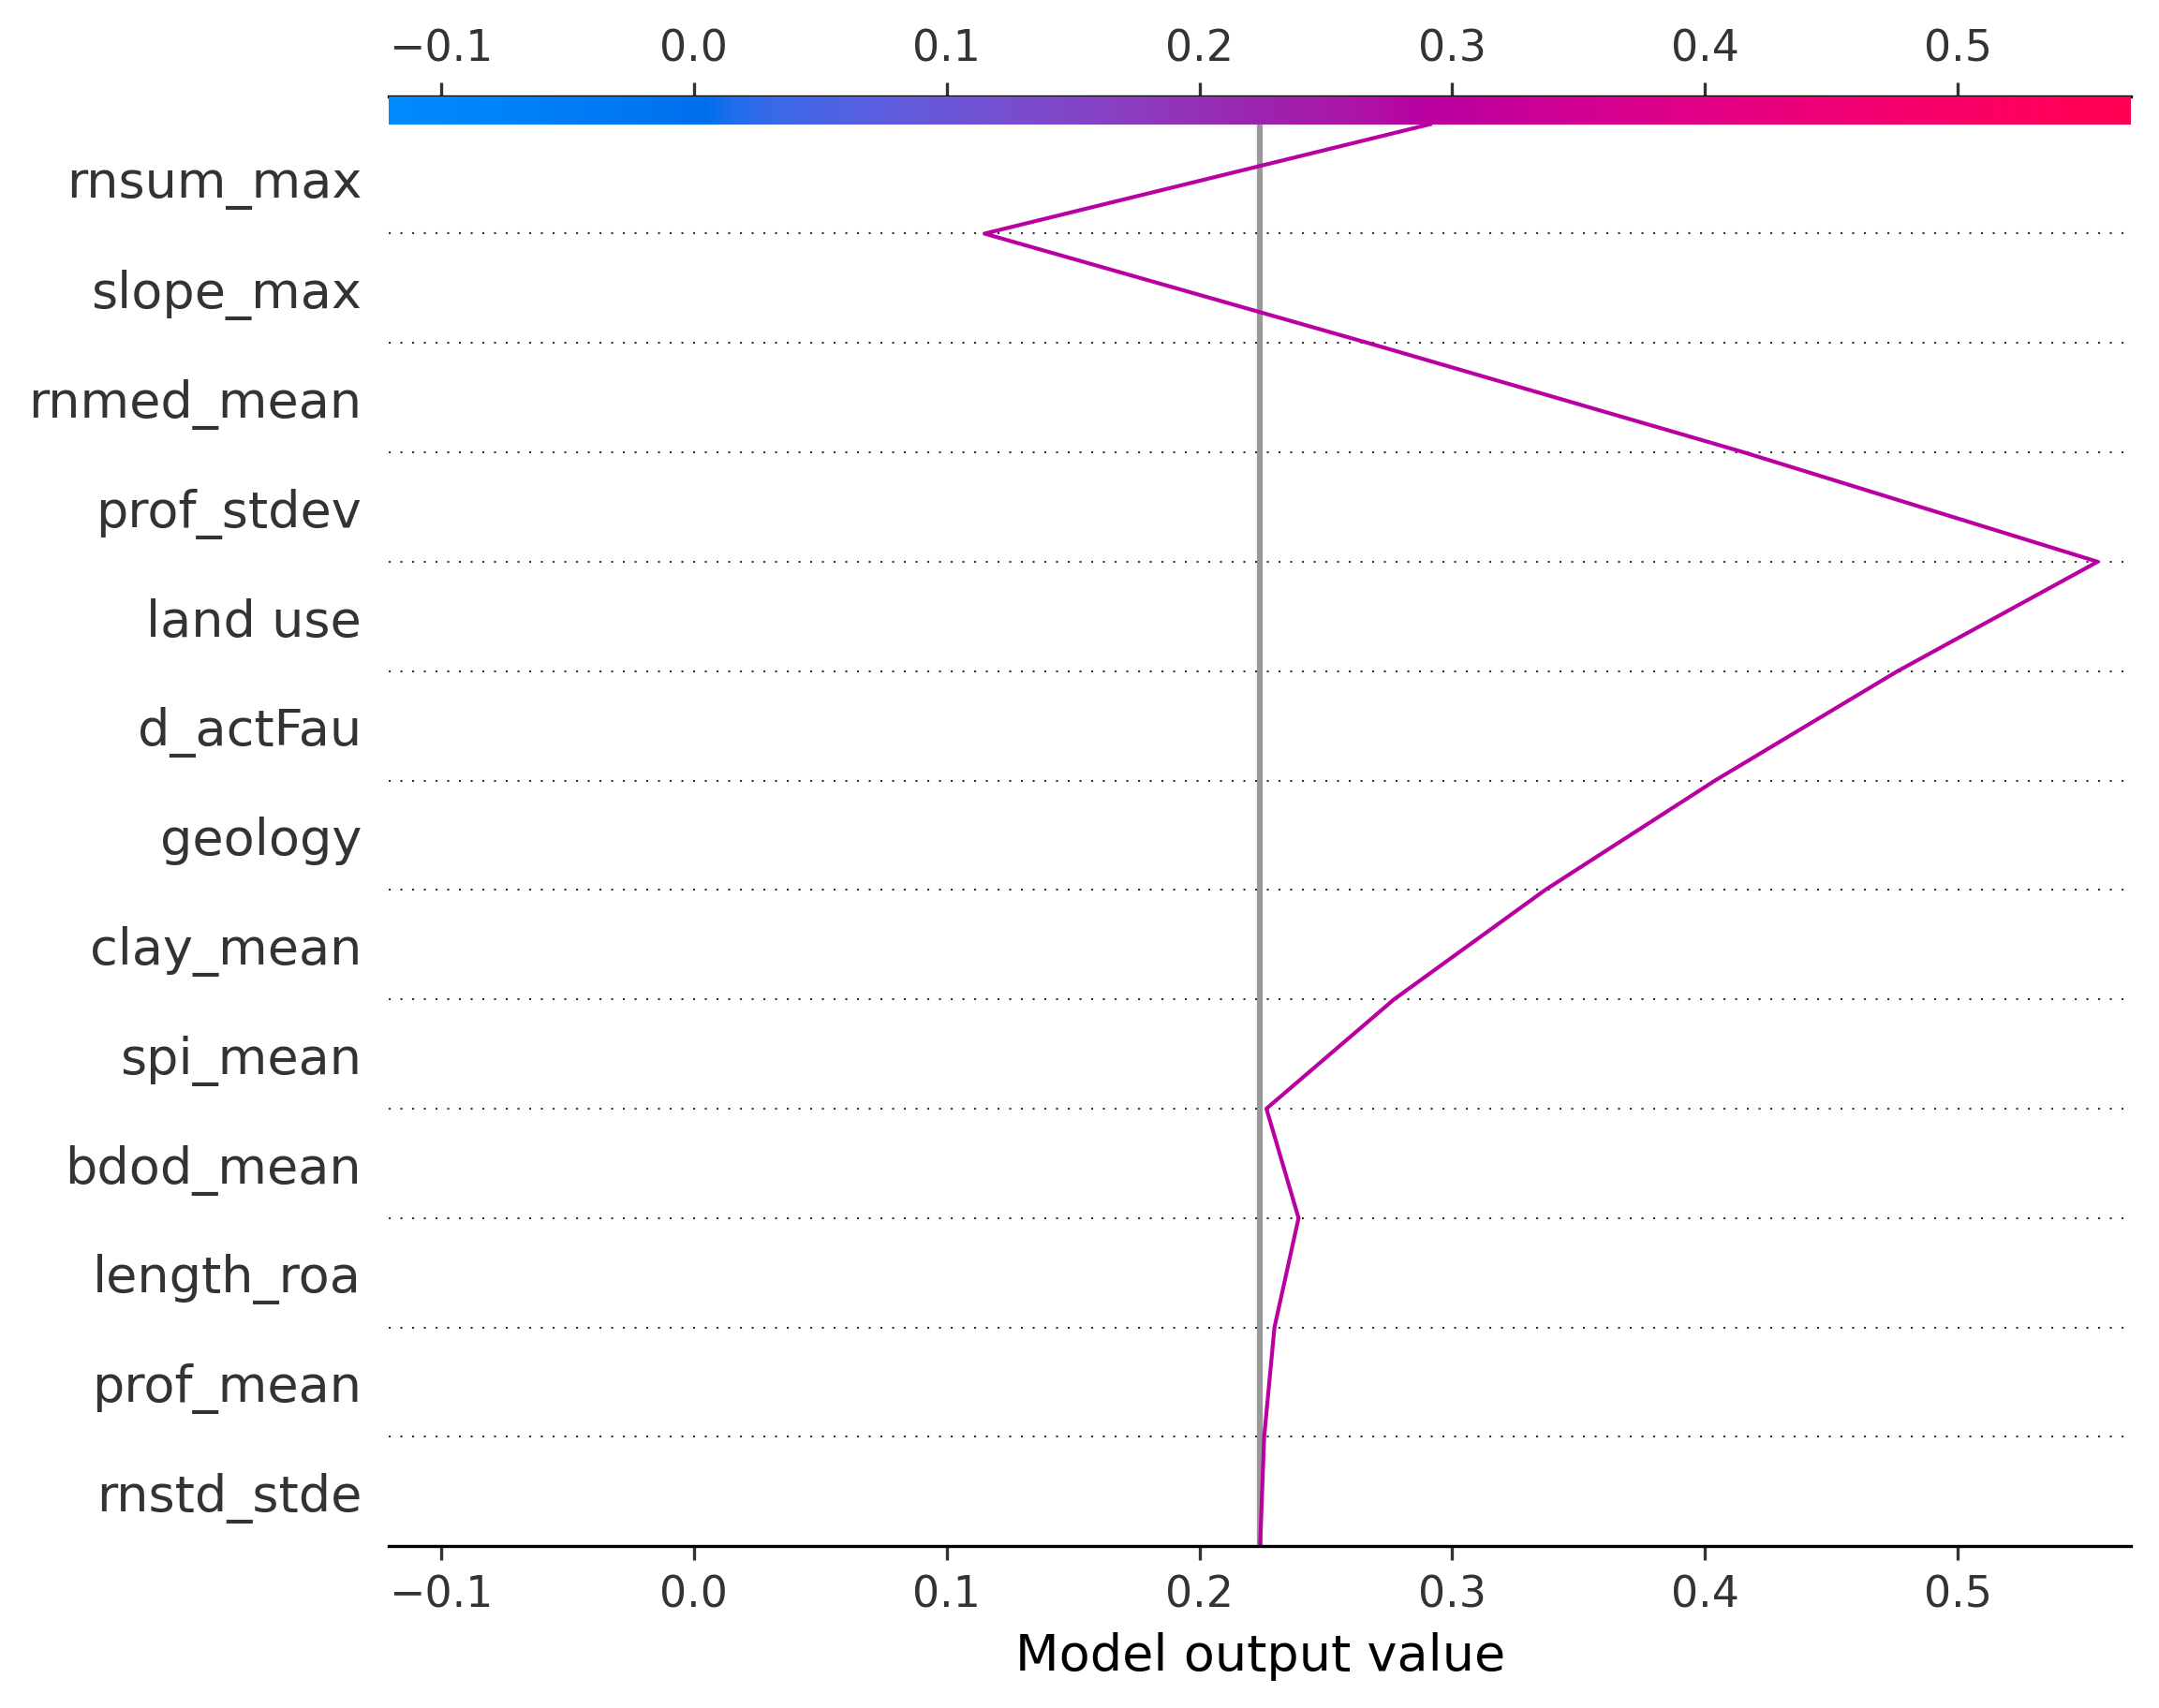 −0.1 0.0 0.1 0.2 0.3 0.4 0.5
rnsum_max
slope_max
rnmed_mean
prof_stdev
land use
d_actFau
geology
clay_mean
spi_mean
bdod_mean
length_roa
prof_mean
rnstd_stde
−0.1 0.0 0.1 0.2 0.3 0.4 0.5
Model output value